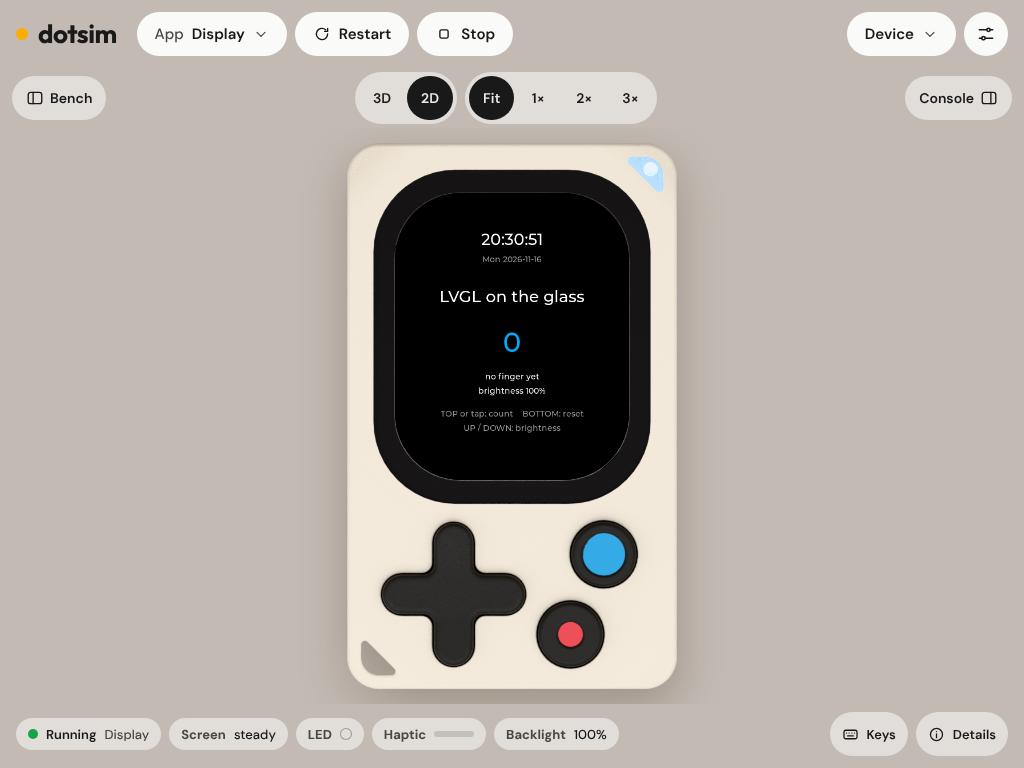 dotsim
App Display
Restart
Stop
Device
Bench
3D
2D
Fit
1×
2×
3×
Console
20:30:51
Mon 2026-11-16
LVGL on the glass
0
no finger yet
brightness 100%
TOP or tap: count BOTTOM: reset
UP / DOWN: brightness
Running Display
Screen steady
LED
Haptic
Backlight 100%
Keys
Details